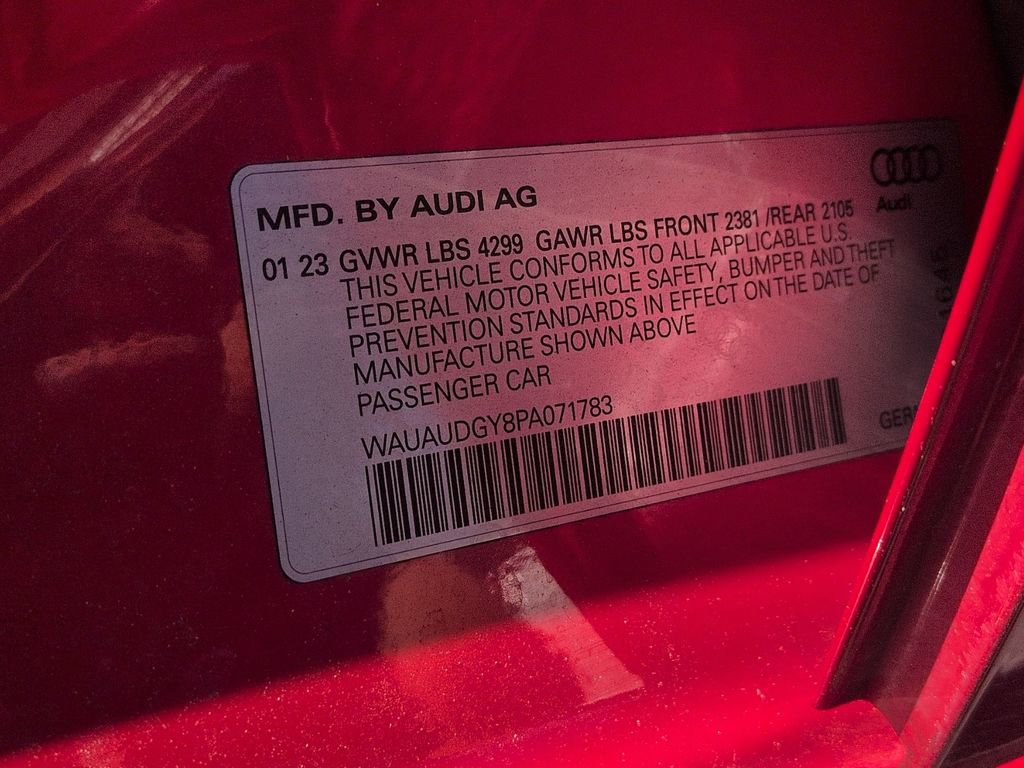 MFD. BY AUDI AG
Audi
01 23 GVWR LBS 4299 GAWR LBS FRONT 2381 /REAR 2105
THIS VEHICLE CONFORMS TO ALL APPLICABLE U.S.
FEDERAL MOTOR VEHICLE SAFETY, BUMPER AND THEFT
PREVENTION STANDARDS IN EFFECT ON THE DATE OF
MANUFACTURE SHOWN ABOVE
PASSENGER CAR
WAUAUDGY8PA071783